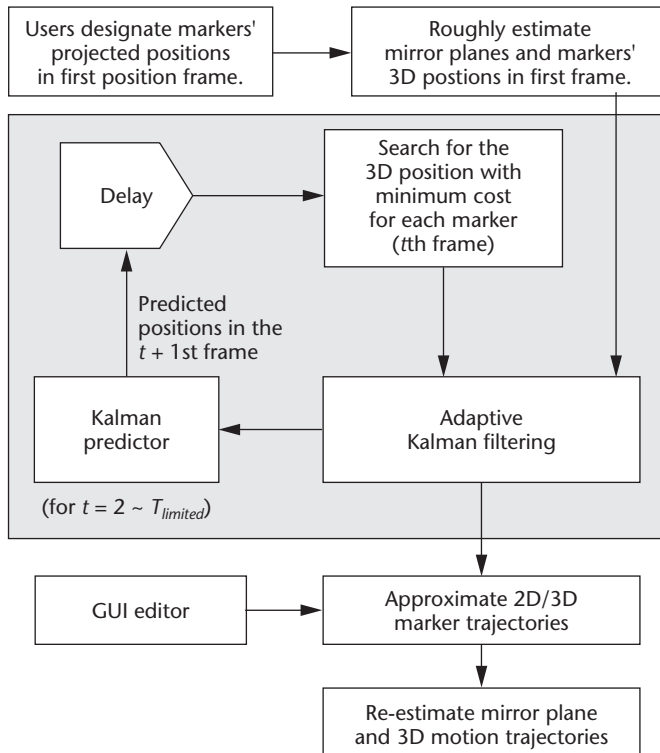 Users designate markers'
projected positions
in first position frame.
Roughly estimate
mirror planes and markers'
3D postions in first frame.
Delay
Search for the
3D position with
minimum cost
for each marker
(tth frame)
Predicted
positions in the
t + 1st frame
Kalman
predictor
Adaptive
Kalman filtering
(for t = 2 ~ Tlimited)
GUI editor
Approximate 2D/3D
marker trajectories
Re-estimate mirror plane
and 3D motion trajectories